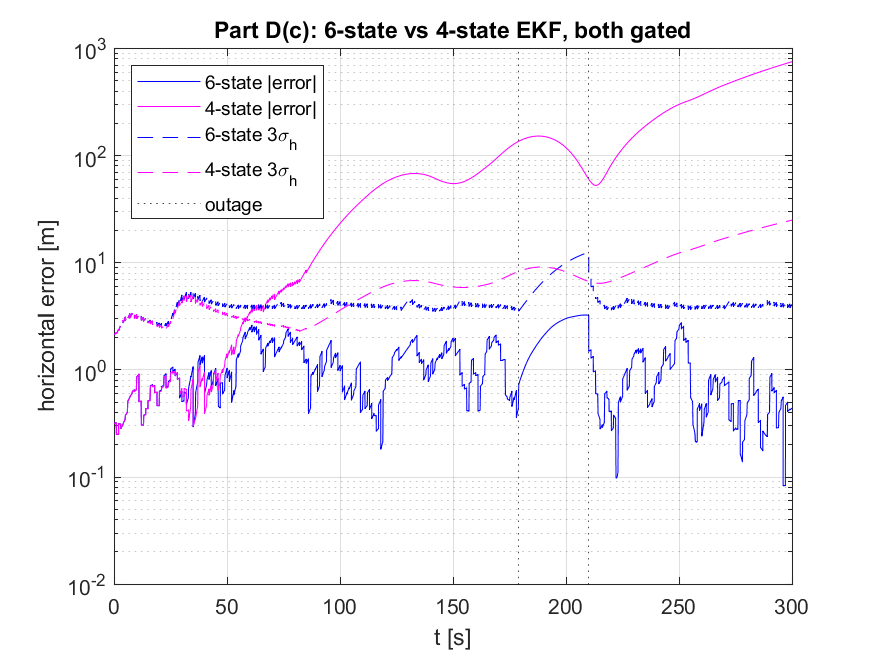 Part D(c): 6-state vs 4-state EKF, both gated
6-state |error|
4-state |error|
6-state 3σh
4-state 3σh
outage
horizontal error [m]
10^3
10^2
10^1
10^0
10^-1
10^-2
0 50 100 150 200 250 300
t [s]